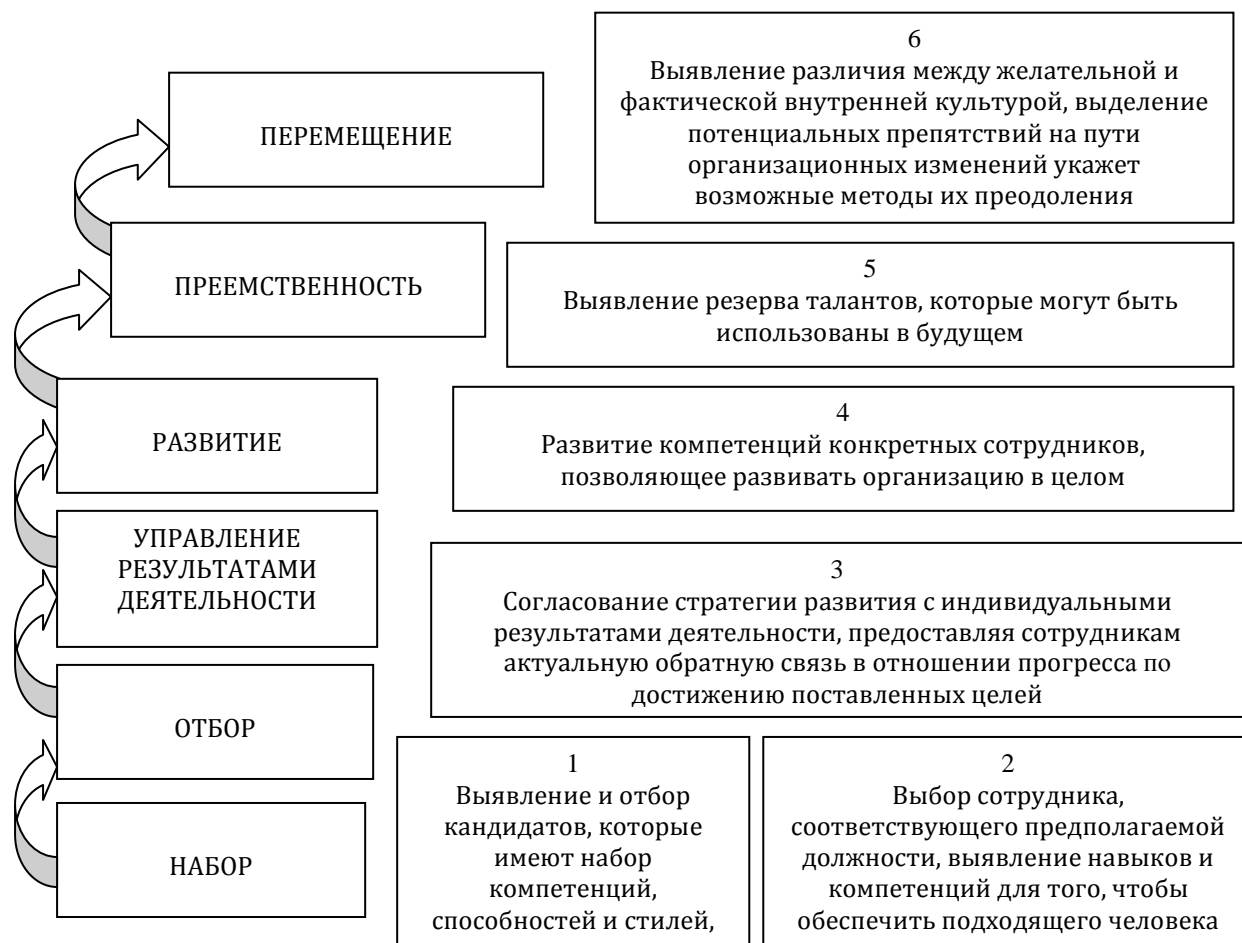 6
Выявление различия между желательной и
фактической внутренней культурой, выделение
потенциальных препятствий на пути
организационных изменений укажет
возможные методы их преодоления
ПЕРЕМЕЩЕНИЕ
5
Выявление резерва талантов, которые могут быть
использованы в будущем
ПРЕЕМСТВЕННОСТЬ
4
Развитие компетенций конкретных сотрудников,
позволяющее развивать организацию в целом
РАЗВИТИЕ
УПРАВЛЕНИЕ
РЕЗУЛЬТАТАМИ
ДЕЯТЕЛЬНОСТИ
3
Согласование стратегии развития с индивидуальными
результатами деятельности, предоставляя сотрудникам
актуальную обратную связь в отношении прогресса по
достижению поставленных целей
ОТБОР
НАБОР
1
Выявление и отбор
кандидатов, которые
имеют набор
компетенций,
способностей и стилей,
2
Выбор сотрудника,
соответствующего предполагаемой
должности, выявление навыков и
компетенций для того, чтобы
обеспечить подходящего человека